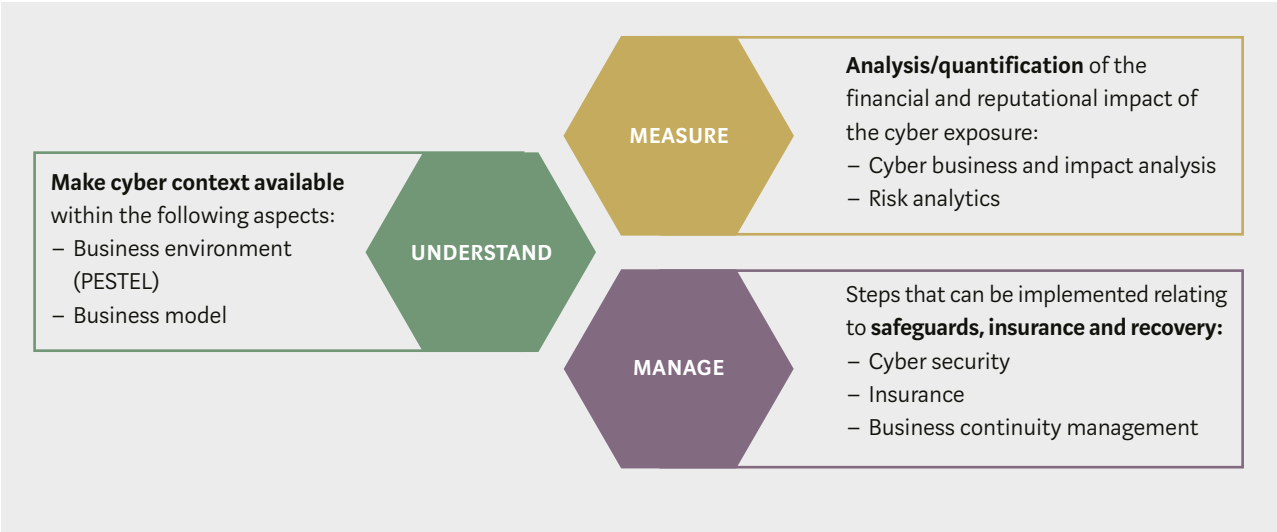 Make cyber context available
within the following aspects:
– Business environment
(PESTEL)
– Business model
UNDERSTAND
MEASURE
Analysis/quantification of the
financial and reputational impact of
the cyber exposure:
– Cyber business and impact analysis
– Risk analytics
MANAGE
Steps that can be implemented relating
to safeguards, insurance and recovery:
– Cyber security
– Insurance
– Business continuity management